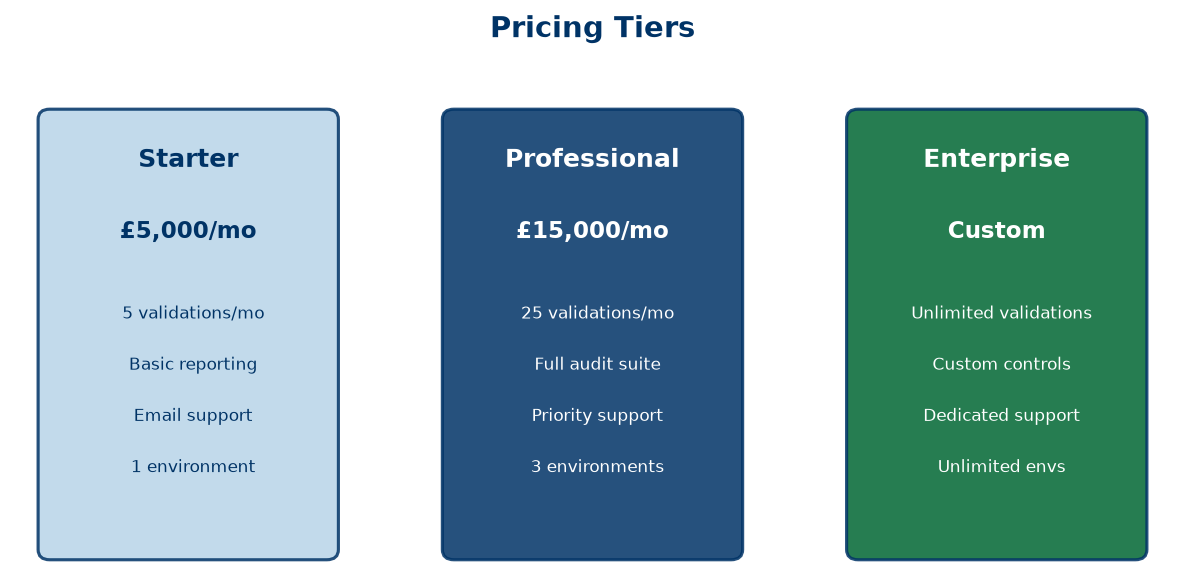 Pricing Tiers
Starter
£5,000/mo
5 validations/mo
Basic reporting
Email support
1 environment
Professional
£15,000/mo
25 validations/mo
Full audit suite
Priority support
3 environments
Enterprise
Custom
Unlimited validations
Custom controls
Dedicated support
Unlimited envs